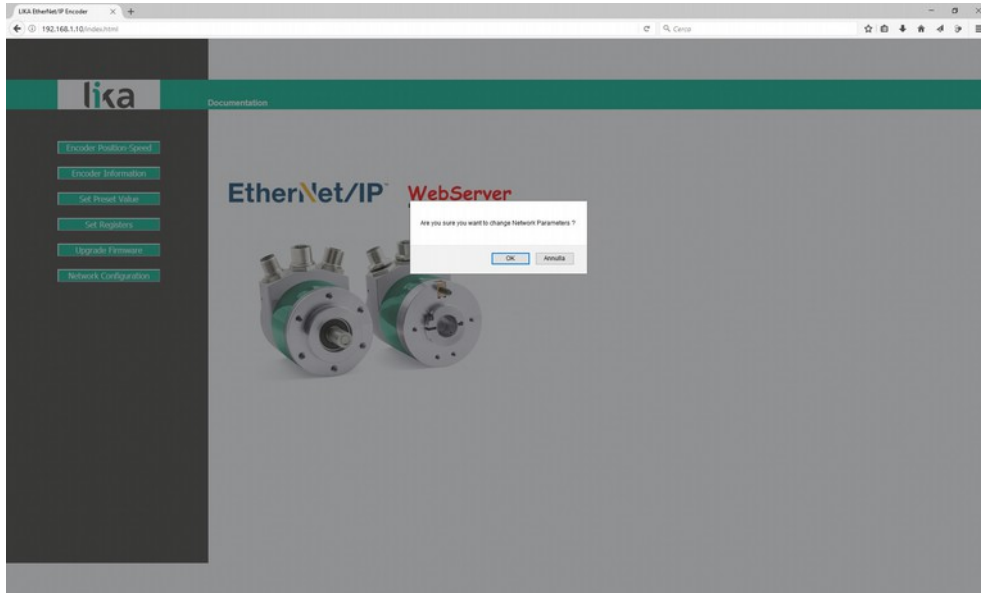 LIKA EtherNet/IP Encoder
192.168.1.10/index.html
Cerca
lika
Documentation
Encoder Position-Speed
Encoder Information
Set Preset Value
Set Registers
Upgrade Firmware
Network Configuration
EtherNet/IP
WebServer
Are you sure you want to change Network Parameters ?
OK
Annulla